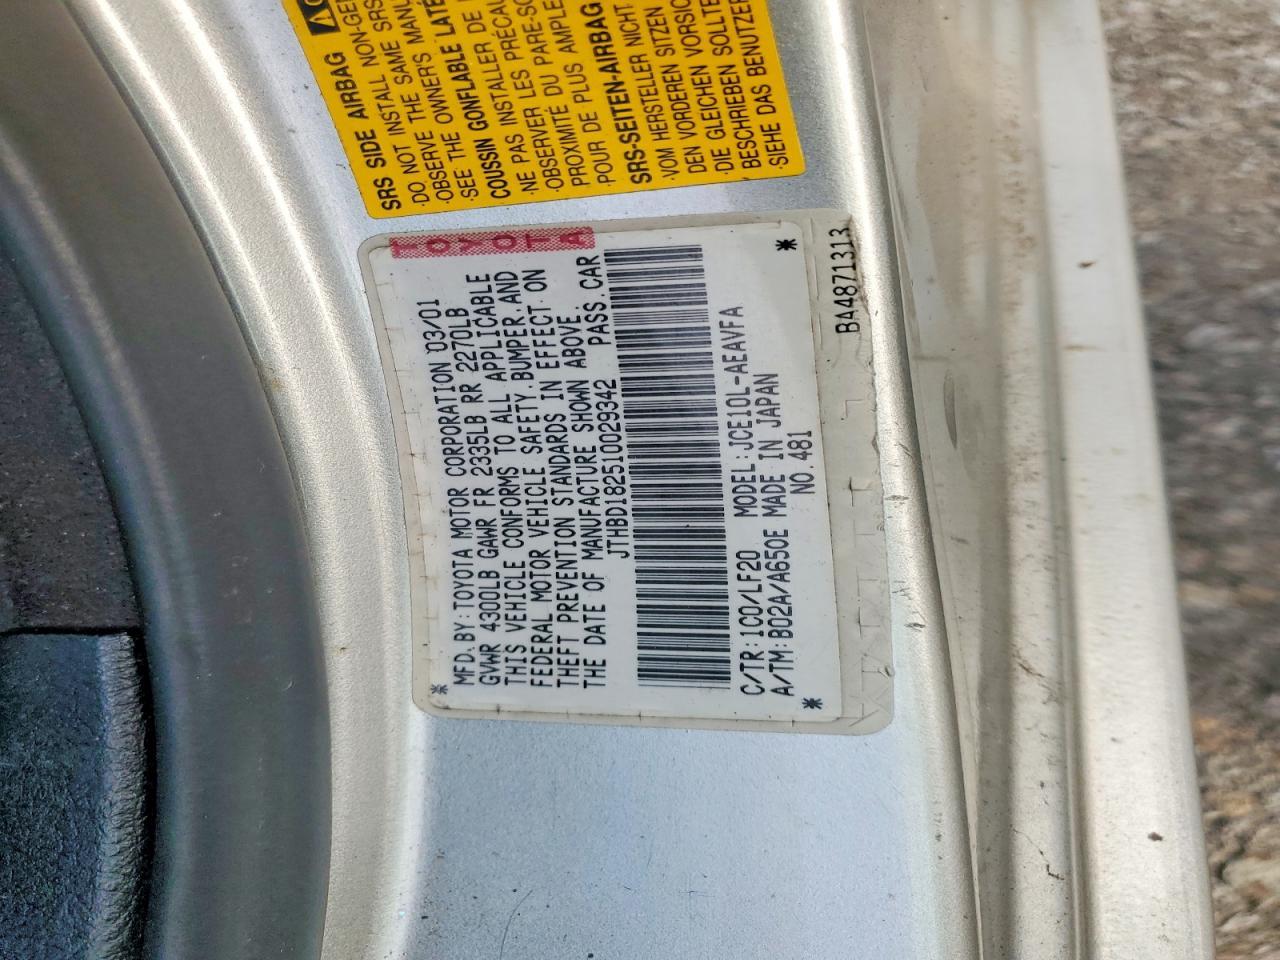 SRS SIDE AIRBAG
DO NOT INSTALL NON-GE
OBSERVE THE SAME MANU
SEE THE OWNERS MANU
COUSSIN GONFLABLE LATÉ
NE PAS INSTALLER DE
OBSERVER LES PRÉCAU
PROXIMITÉ DU PARE-SO
POUR DE PLUS AMPLE
SRS-SEITEN-AIRBAG
VOM HERSTELLER NICHT
DEN VORDEREN SITZEN
DIE GLEICHEN VORSICH
BESCHRIEBEN SOLLTE
SIEHE DAS BENUTZER
TOYOTA
MFD. BY: TOYOTA MOTOR CORPORATION 03/01
GVWR 4300LB GAWR FR 2335LB RR 2270LB
THIS VEHICLE CONFORMS TO ALL APPLICABLE
FEDERAL MOTOR VEHICLE SAFETY, BUMPER, AND
THEFT PREVENTION STANDARDS IN EFFECT ON
THE DATE OF MANUFACTURE SHOWN ABOVE.
JTHBD182510029342 PASS. CAR
C/TR: 1C0/LF20 MODEL: JCE10L-AEAVFA
A/TM: B02A/A650E MADE IN JAPAN
NO. 481
BA4871313